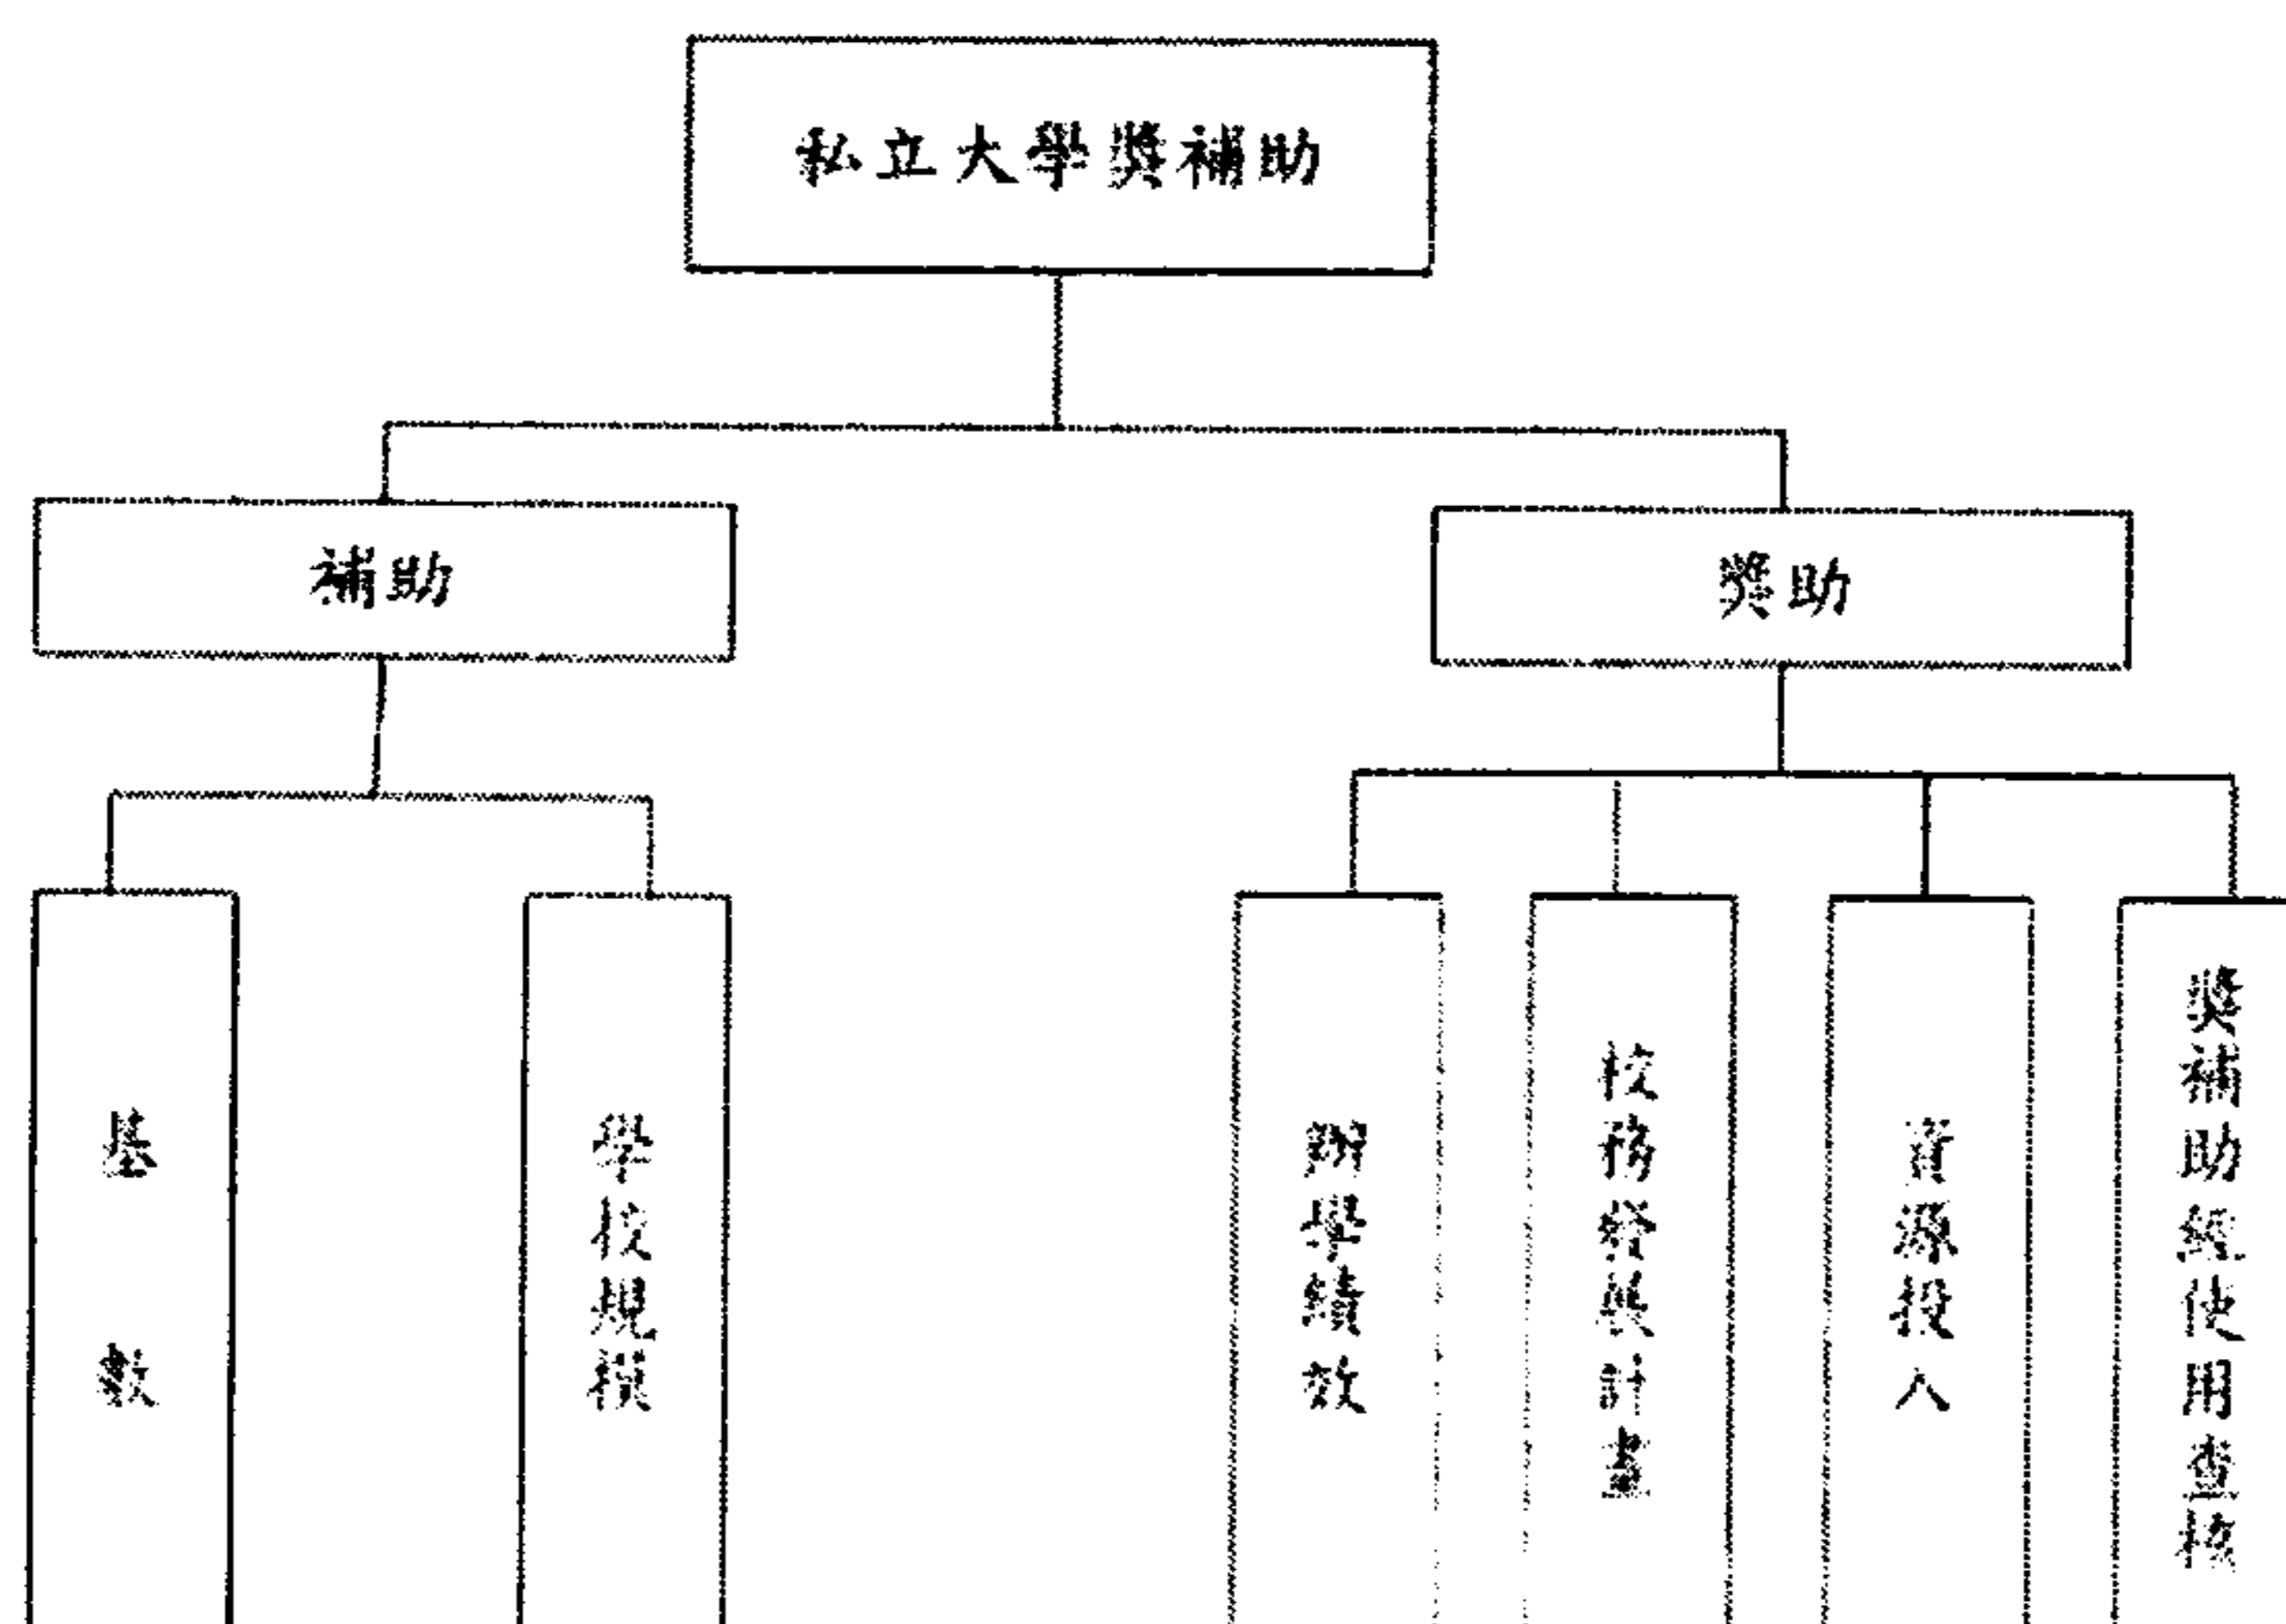 私立大學獎補助
補助
獎助
基數
學校規模
辦學績效
校務發展計畫
資源投入
獎補助經使用查核